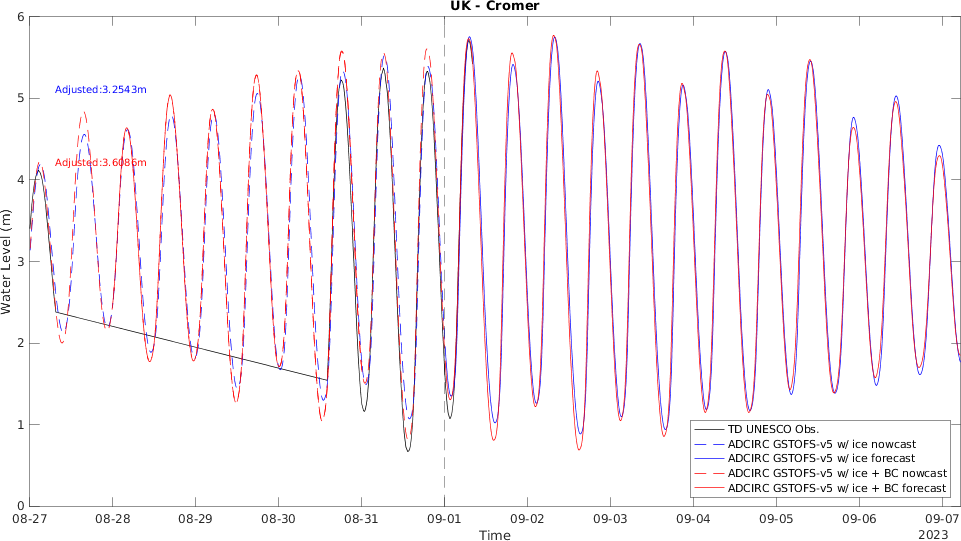 UK - Cromer
6
5
4
3
2
1
0
Water Level (m)
Adjusted:3.2543m
Adjusted:3.6086m
TD UNESCO Obs.
ADCIRC GSTOFS-v5 w/ ice nowcast
ADCIRC GSTOFS-v5 w/ ice forecast
ADCIRC GSTOFS-v5 w/ ice + BC nowcast
ADCIRC GSTOFS-v5 w/ ice + BC forecast
08-27 08-28 08-29 08-30 08-31 09-01 09-02 09-03 09-04 09-05 09-06 09-07
Time
2023